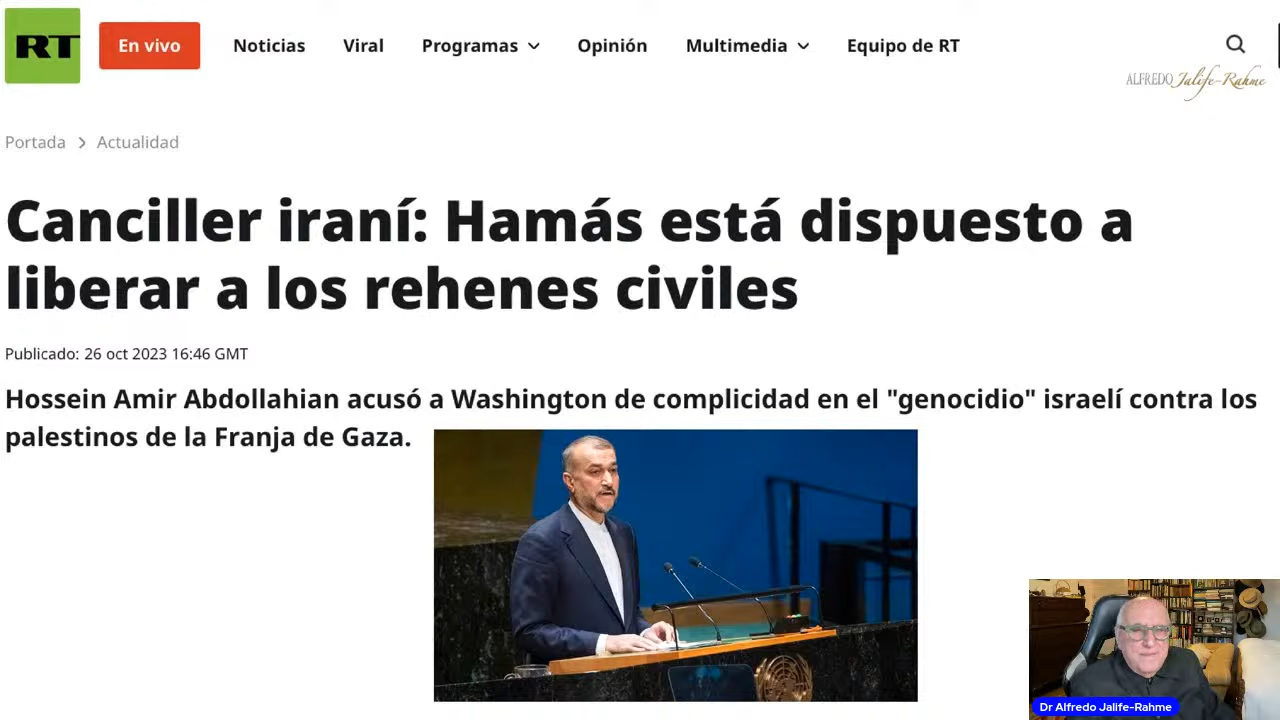 RT
En vivo
Noticias
Viral
Programas
Opinión
Multimedia
Equipo de RT
ALFREDO Jalife-Rahme
Portada > Actualidad
Canciller iraní: Hamás está dispuesto a
liberar a los rehenes civiles
Publicado: 26 oct 2023 16:46 GMT
Hossein Amir Abdollahian acusó a Washington de complicidad en el "genocidio" israelí contra los
palestinos de la Franja de Gaza.
Dr Alfredo Jalife-Rahme